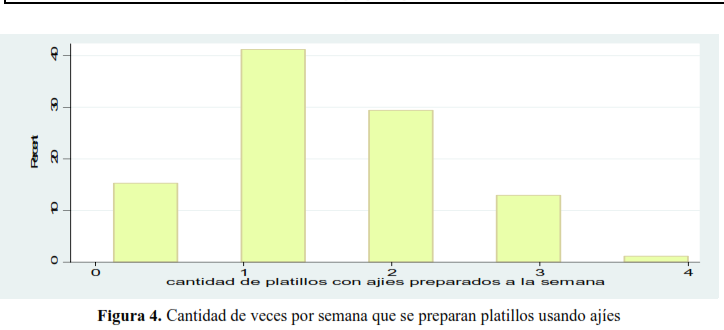 40
30
20
10
0
Percent
0 1 2 3 4
cantidad de platillos con ajies preparados a la semana
Figura 4. Cantidad de veces por semana que se preparan platillos usando ajíes